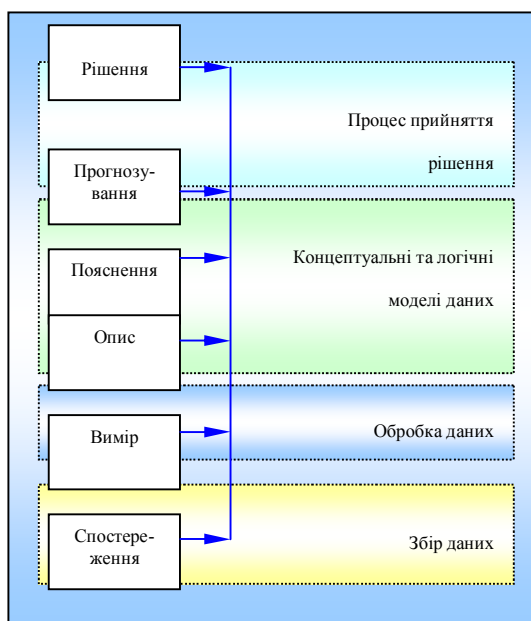 Рішення
Процес прийняття
рішення
Прогнозу-
вання
Пояснення
Концептуальні та логічні
моделі даних
Опис
Вимір
Обробка даних
Спостере-
ження
Збір даних